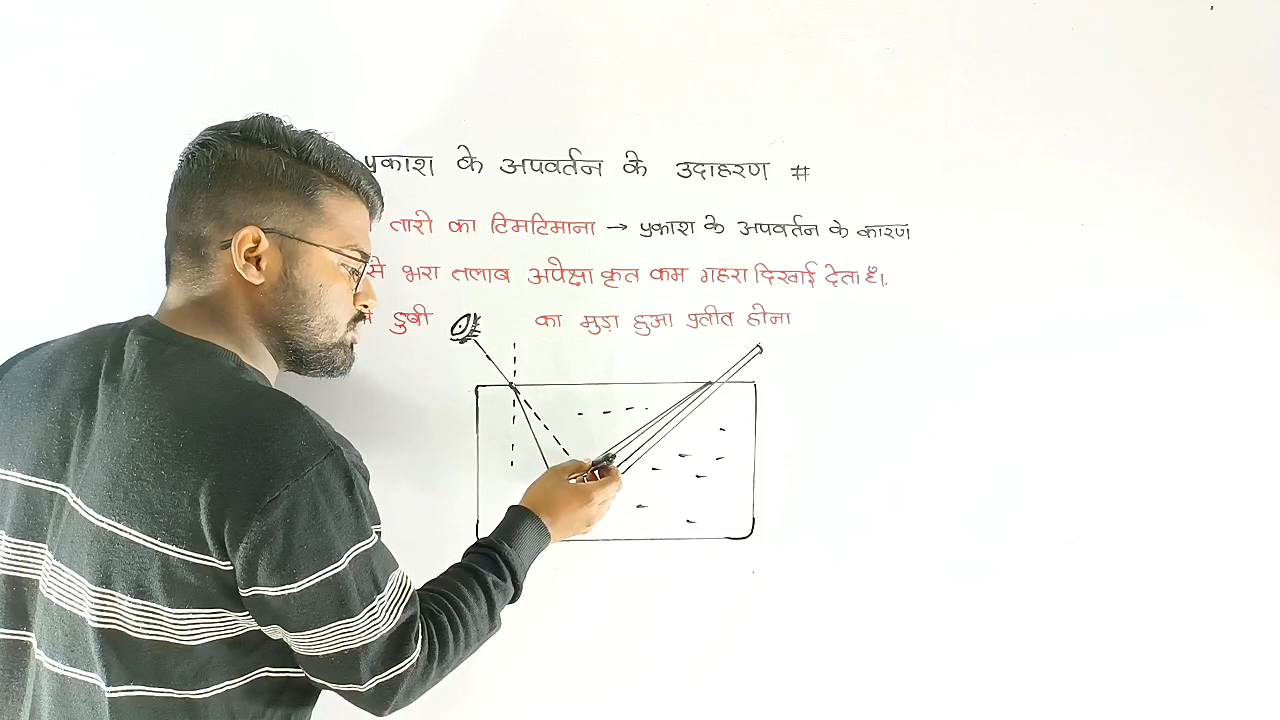 प्रकाश के अपवर्तन के उदाहरण #
तारो का टिमटिमाना → प्रकाश के अपवर्तन के कारण
से भरा तलाब अपेक्षा कृत कम गहरा दिखाई देता है।
डुबी का मुड़ा हुआ प्रतीत होना